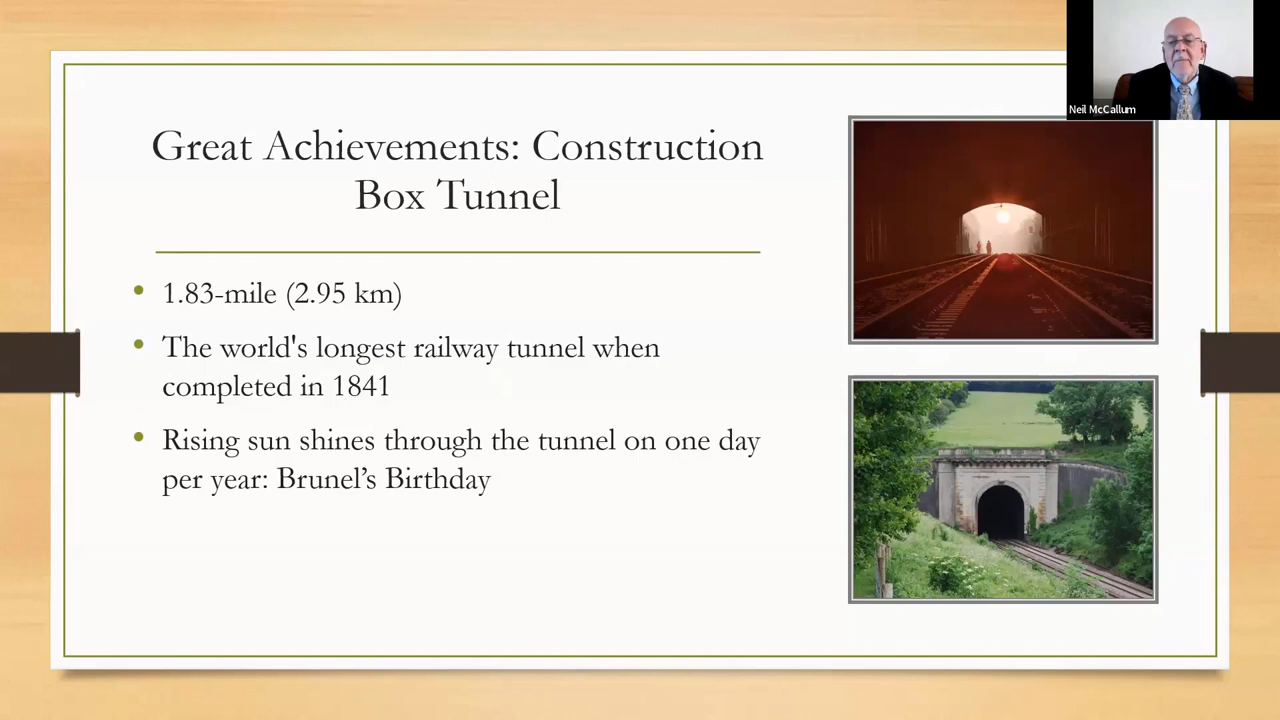 Neil McCallum
Great Achievements: Construction
Box Tunnel
• 1.83-mile (2.95 km)
• The world's longest railway tunnel when
completed in 1841
• Rising sun shines through the tunnel on one day
per year: Brunel’s Birthday